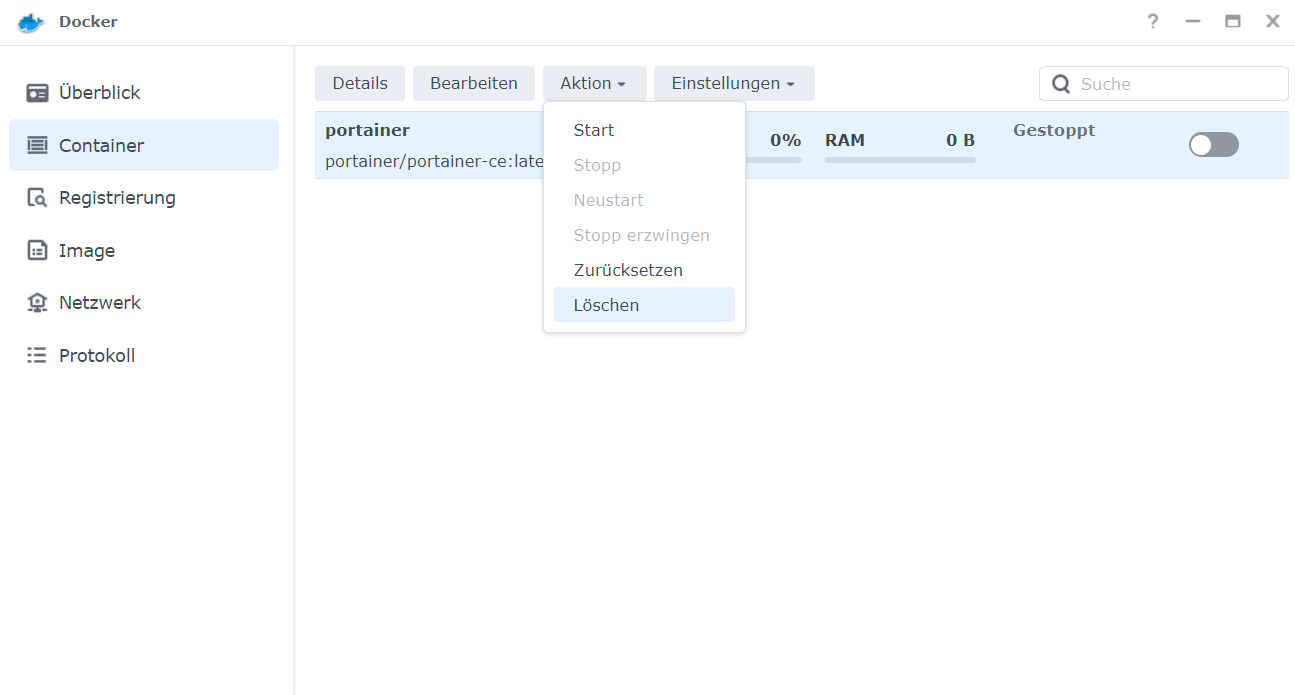 Docker
Überblick
Container
Registrierung
Image
Netzwerk
Protokoll
Details Bearbeiten Aktion Einstellungen Suche
portainer 0% RAM 0 B Gestoppt
portainer/portainer-ce:late
Start
Stopp
Neustart
Stopp erzwingen
Zurücksetzen
Löschen